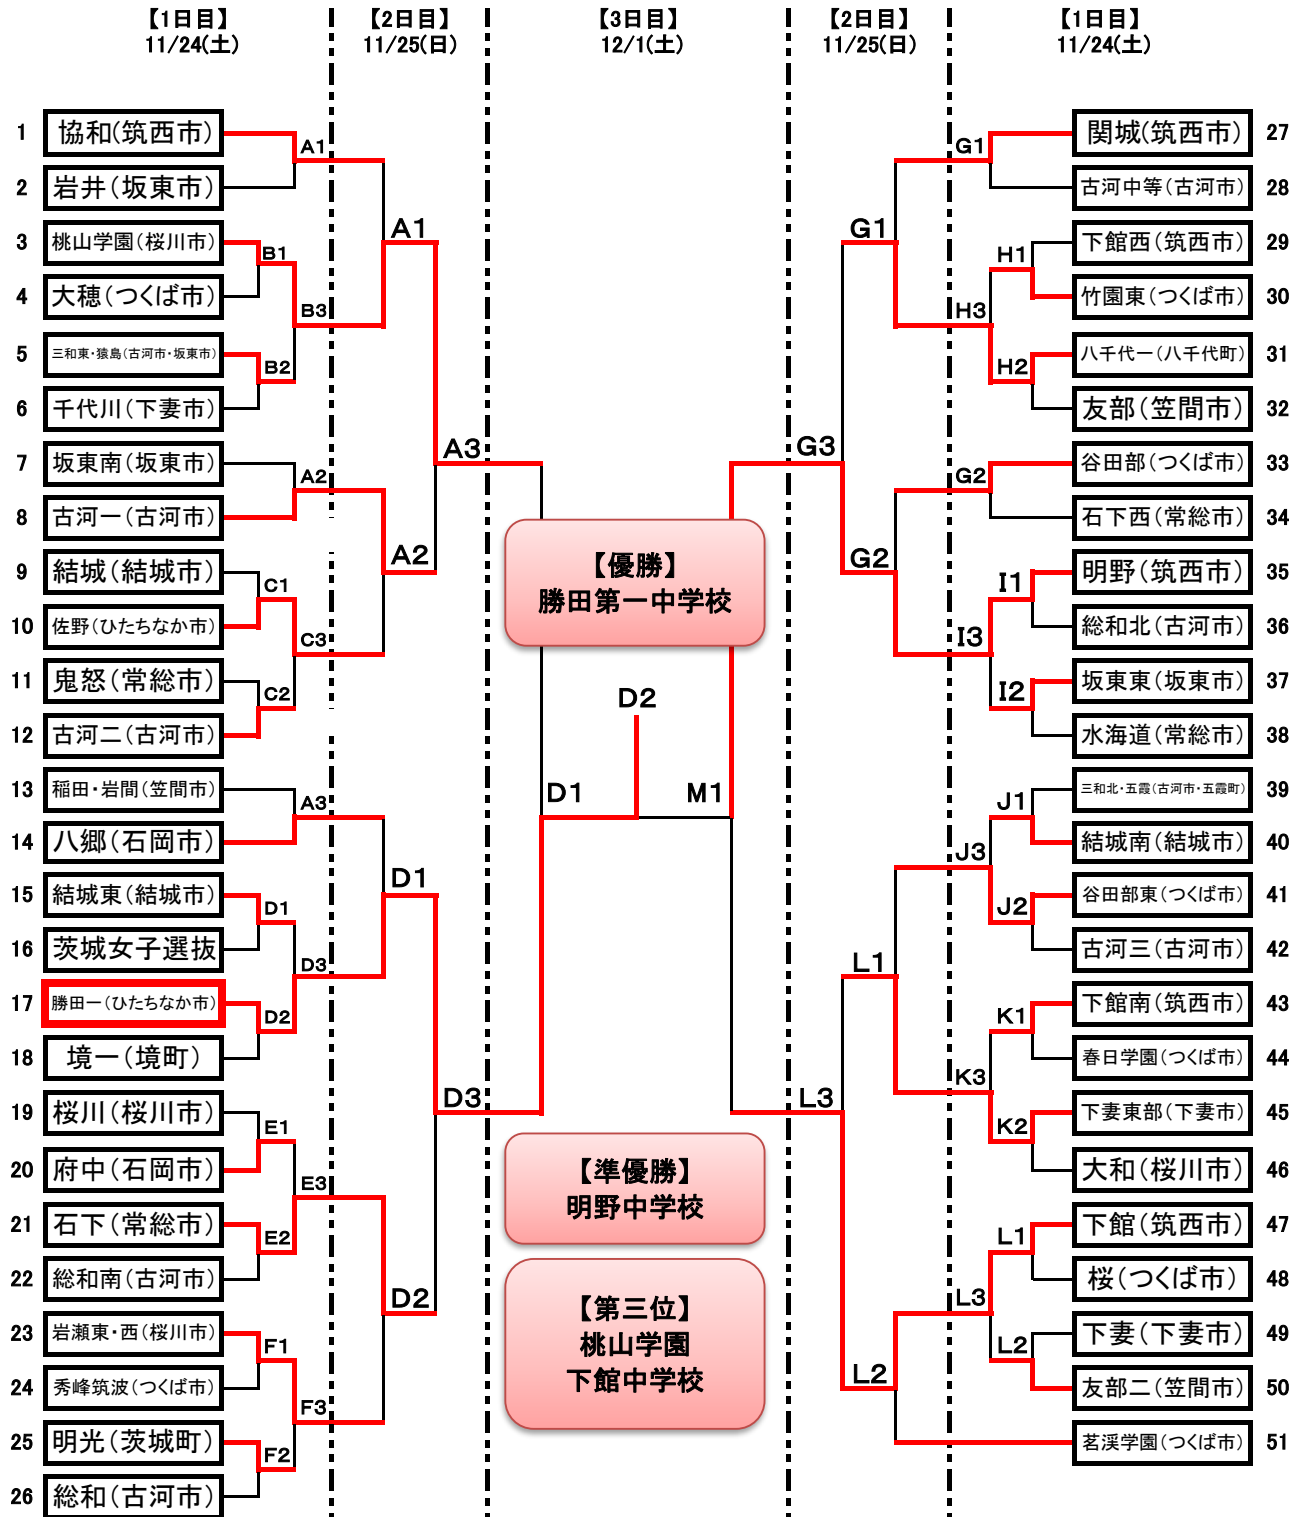 【1日目】
11/24(土)
【2日目】
11/25(日)
【3日目】
12/1(土)
【2日目】
11/25(日)
【1日目】
11/24(土)
1 協和(筑西市)
2 岩井(坂東市)
3 桃山学園(桜川市)
4 大穂(つくば市)
5 三和東・猿島(古河市・坂東市)
6 千代川(下妻市)
7 坂東南(坂東市)
8 古河一(古河市)
9 結城(結城市)
10 佐野(ひたちなか市)
11 鬼怒(常総市)
12 古河二(古河市)
13 稲田・岩間(笠間市)
14 八郷(石岡市)
15 結城東(結城市)
16 茨城女子選抜
17 勝田一(ひたちなか市)
18 境一(境町)
19 桜川(桜川市)
20 府中(石岡市)
21 石下(常総市)
22 総和南(古河市)
23 岩瀬東・西(桜川市)
24 秀峰筑波(つくば市)
25 明光(茨城町)
26 総和(古河市)
A1
B1
B3
B2
A2
C1
C3
C2
A3
D1
D3
D2
E1
E3
E2
F1
F3
F2
A1
A2
D1
D2
A3
D3
【優勝】
勝田第一中学校
D2
D1
M1
【準優勝】
明野中学校
【第三位】
桃山学園
下館中学校
G3
L3
G1
G2
L1
L2
G1
H1
H3
H2
G2
I1
I3
I2
J1
J3
J2
K1
K3
K2
L1
L3
L2
関城(筑西市) 27
古河中等(古河市) 28
下館西(筑西市) 29
竹園東(つくば市) 30
八千代一(八千代町) 31
友部(笠間市) 32
谷田部(つくば市) 33
石下西(常総市) 34
明野(筑西市) 35
総和北(古河市) 36
坂東東(坂東市) 37
水海道(常総市) 38
三和北・五霞(古河市・五霞町) 39
結城南(結城市) 40
谷田部東(つくば市) 41
古河三(古河市) 42
下館南(筑西市) 43
春日学園(つくば市) 44
下妻東部(下妻市) 45
大和(桜川市) 46
下館(筑西市) 47
桜(つくば市) 48
下妻(下妻市) 49
友部二(笠間市) 50
茗溪学園(つくば市) 51